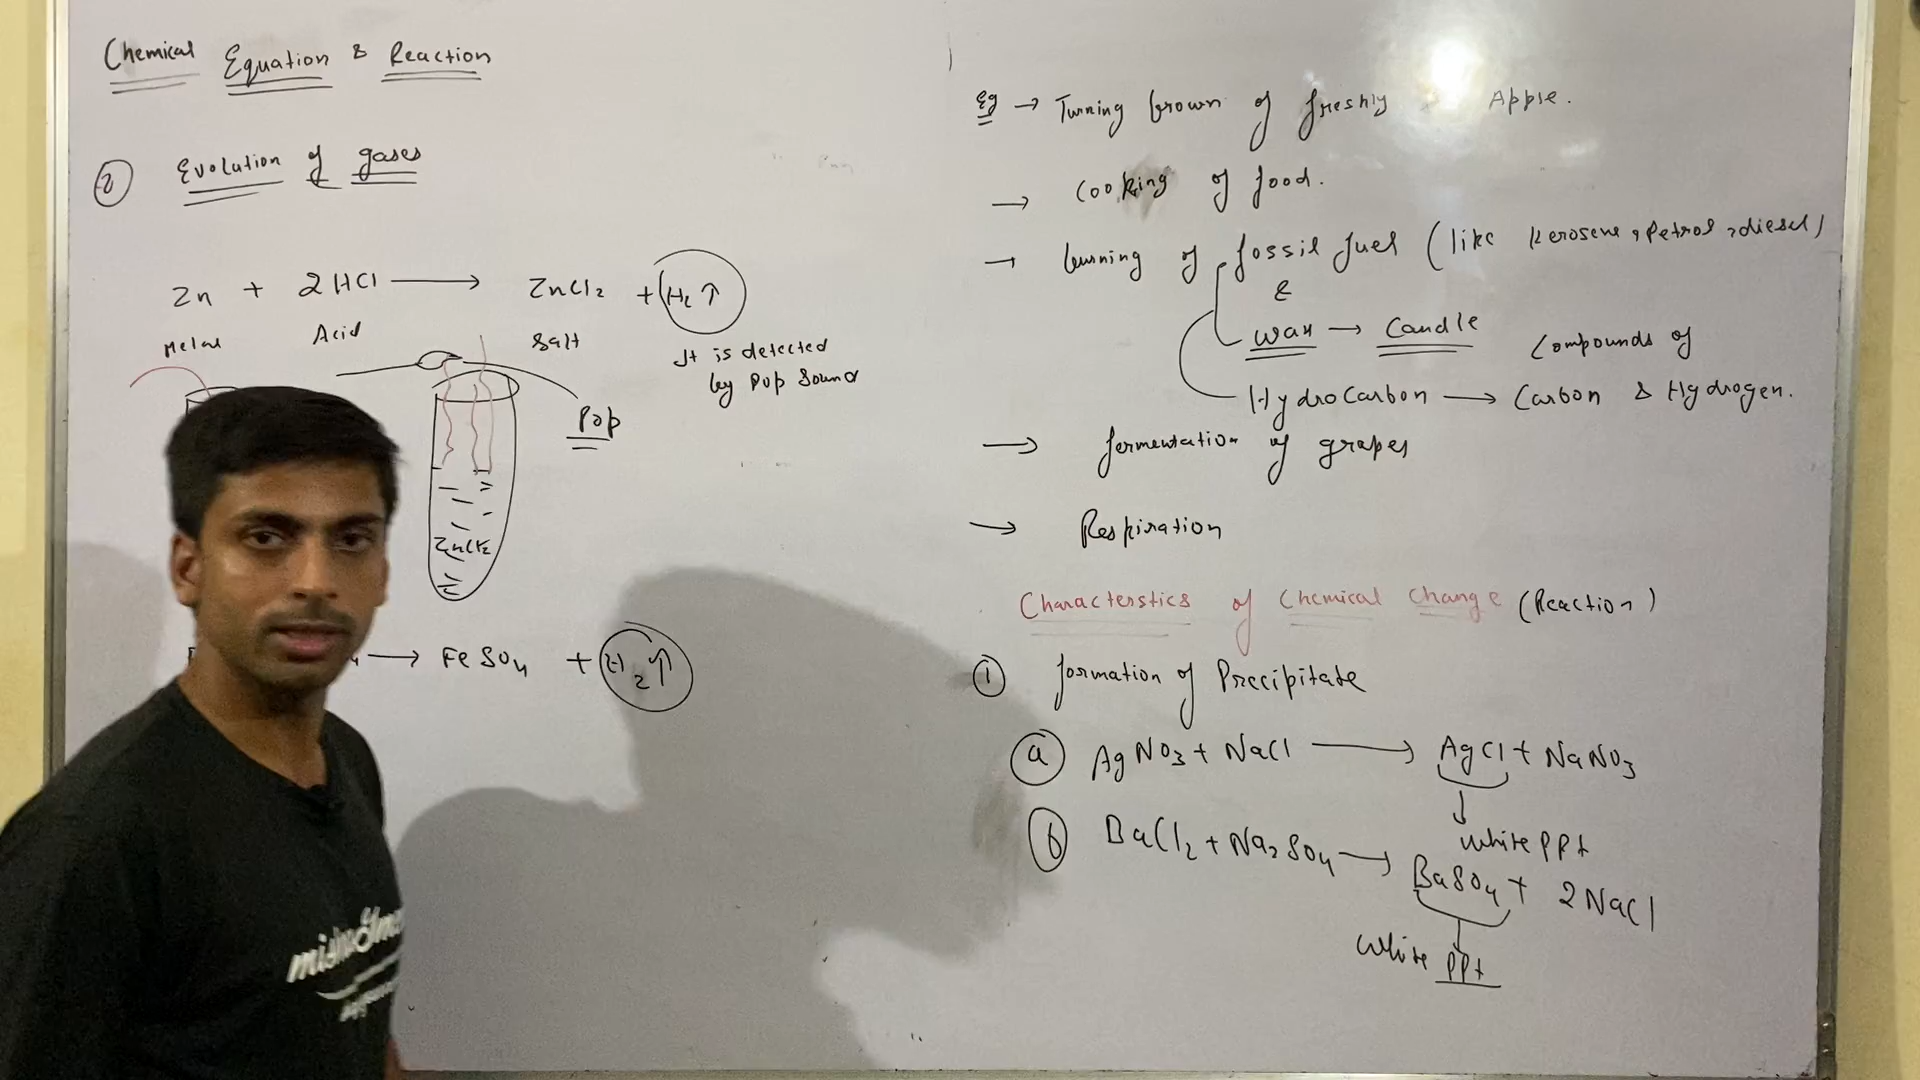 Chemical Equation & Reaction
② Evolution of gases
Zn + 2HCl → ZnCl2 + H2 ↑
Metal Acid Salt
It is detected
by Pop Sound
Pop
ZnCl2
→ FeSO4 + H2 ↑
Eg → Turning brown of freshly Apple.
→ Cooking of food.
→ burning of fossil fuel (like Kerosene, Petrol, diesel)
&
wax → Candle
Compounds of
Hydrocarbon → Carbon & Hydrogen.
→ fermentation of grapes
→ Respiration
Characterstics of Chemical Change (Reaction)
① formation of Precipitate
ⓐ AgNO3 + NaCl → AgCl + NaNO3
↓
White PPt
ⓑ BaCl2 + Na2SO4 → BaSO4 + 2NaCl
White PPt